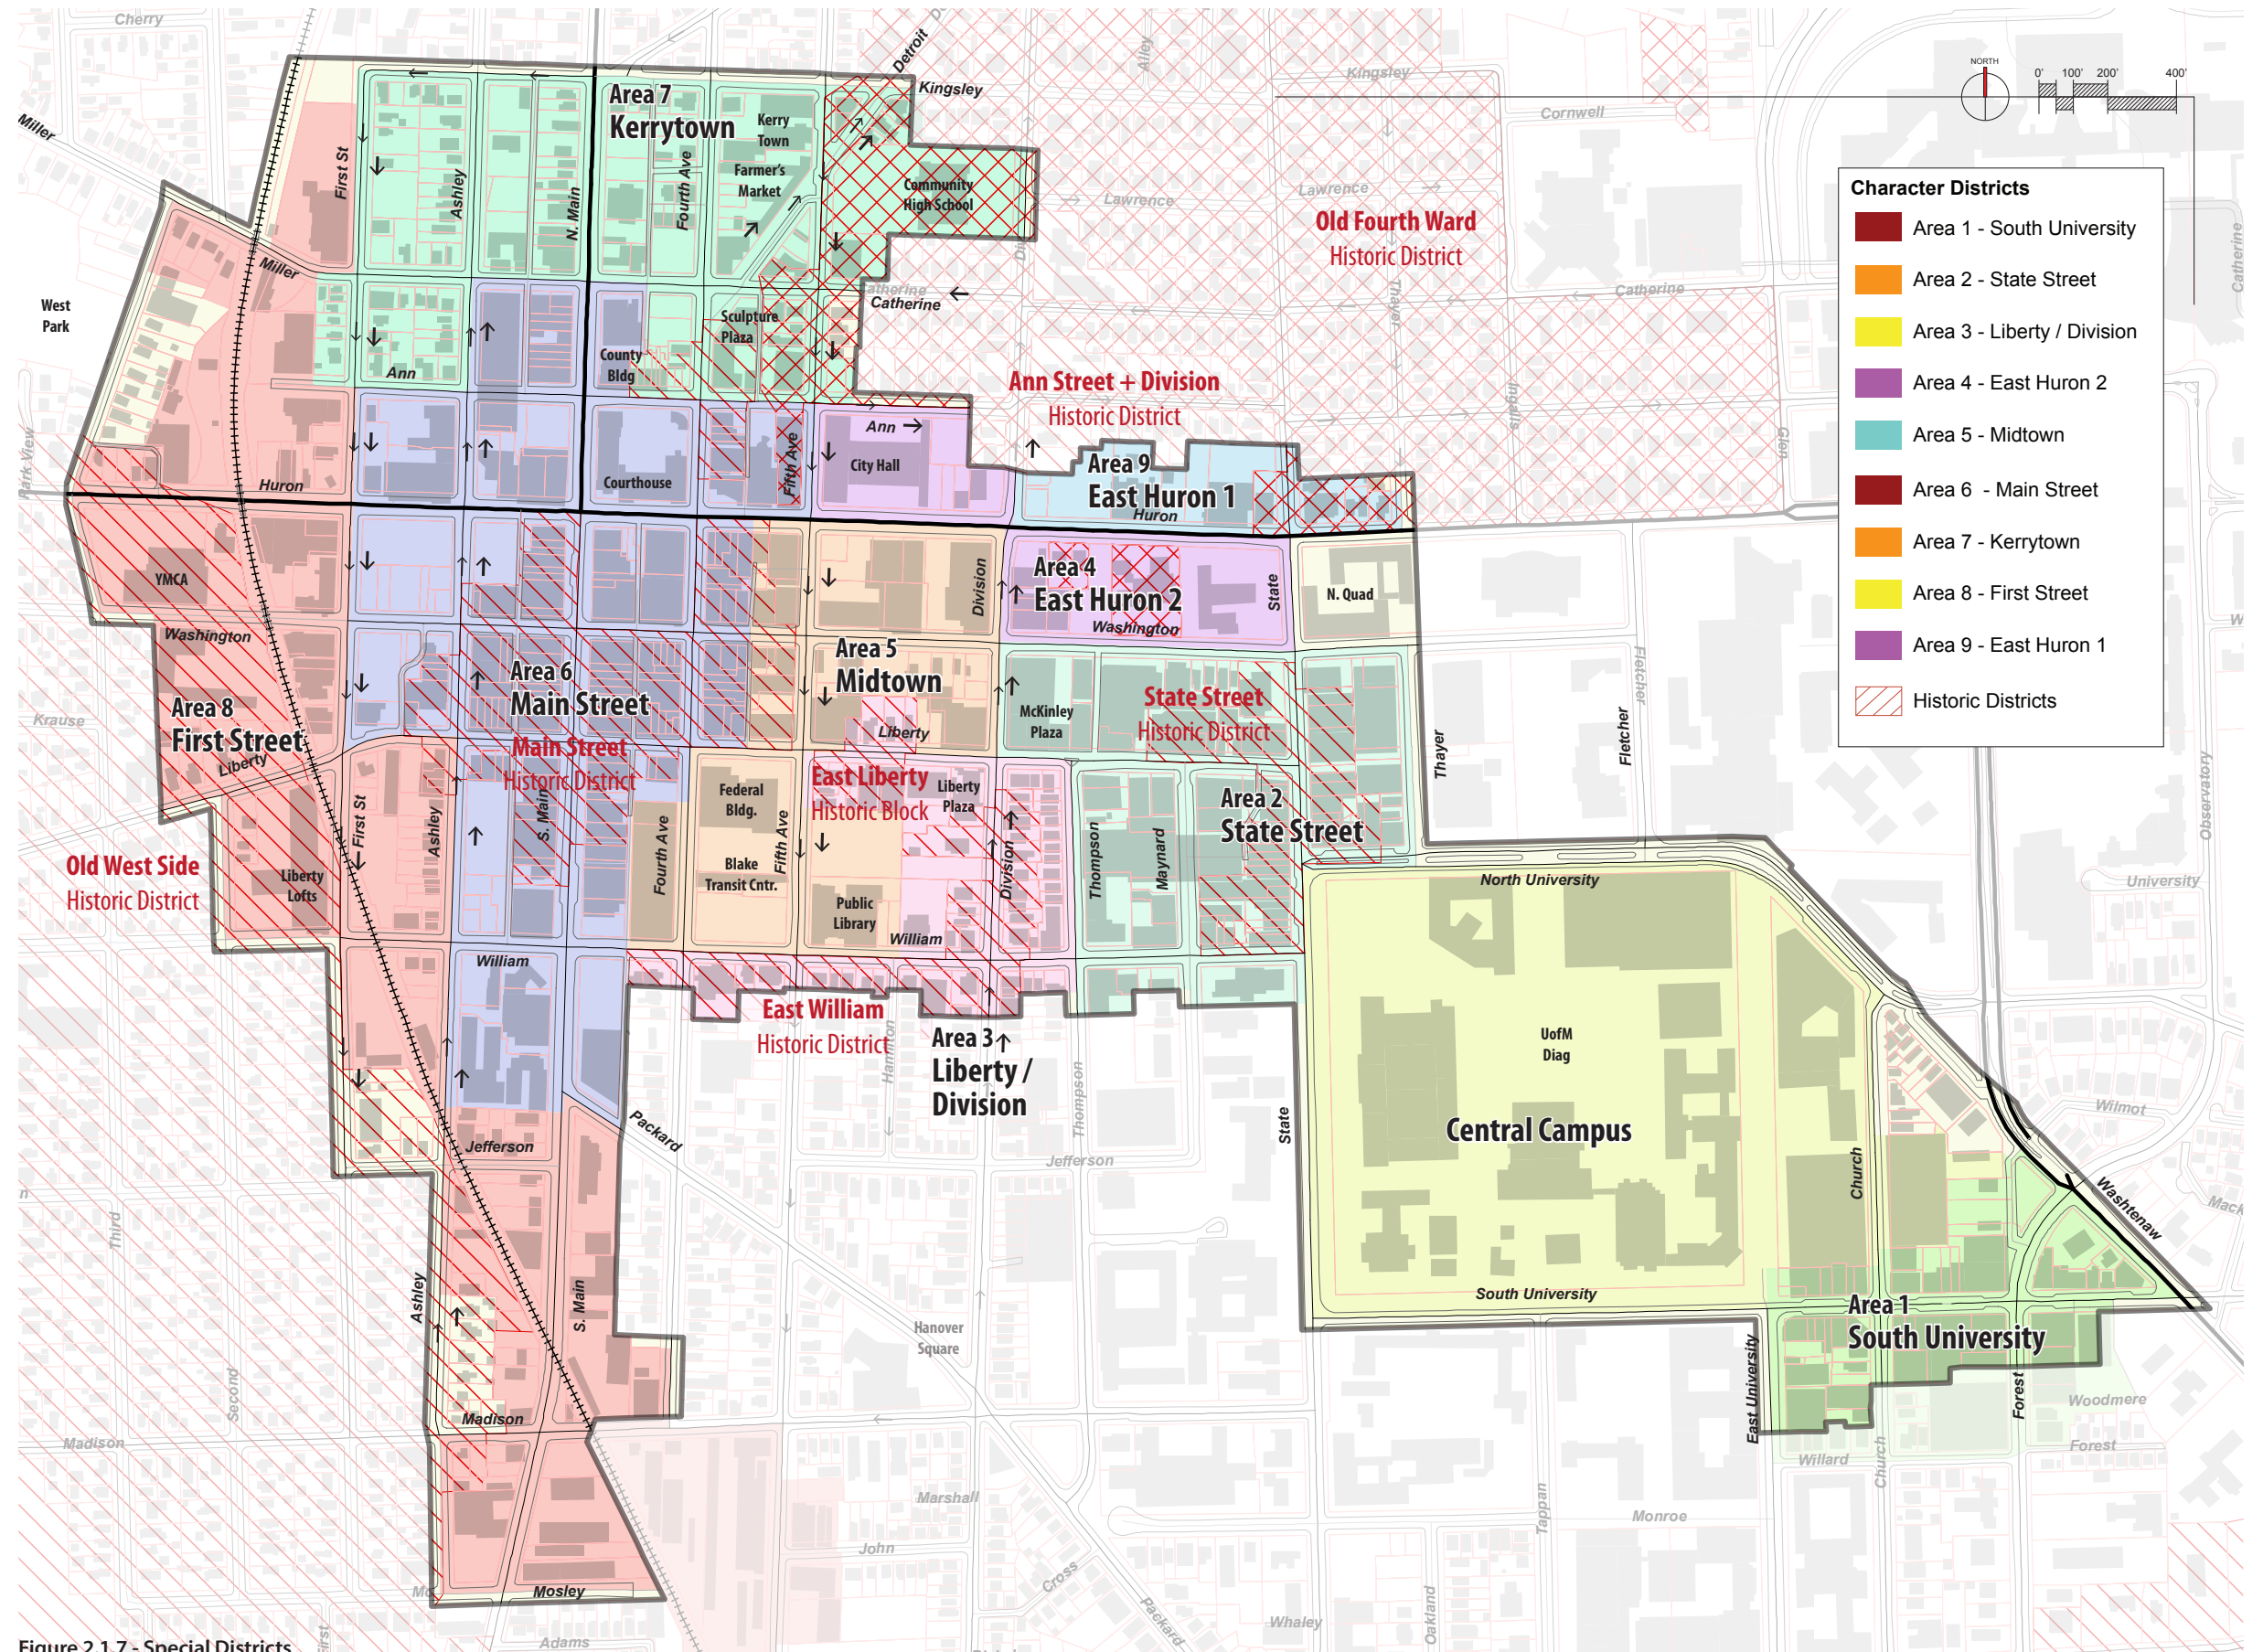 Cherry
Detroit
Alley
Kingsley
Kingsley
Cornwell
NORTH
0' 100' 200' 400'
Miller
Area 7
Kerrytown
Kerry
Town
Farmer's
Market
First St
Ashley
N. Main
Fourth Ave
Community
High School
Lawrence
Lawrence
Old Fourth Ward
Historic District
Catherine
Character Districts
Area 1 - South University
Area 2 - State Street
Area 3 - Liberty / Division
Area 4 - East Huron 2
Area 5 - Midtown
Area 6 - Main Street
Area 7 - Kerrytown
Area 8 - First Street
Area 9 - East Huron 1
Historic Districts
Miller
West
Park
Catherine
Catherine
Thayer
Sculpture
Plaza
County
Bldg
Ann
Ann Street + Division
Historic District
Ingalls
Glen
Park View
Ann
City Hall
Fifth Ave
Courthouse
Huron
Area 9
East Huron 1
Huron
YMCA
Division
Area 4
East Huron 2
Washington
State
N. Quad
Washington
Area 5
Midtown
Area 6
Main Street
Fletcher
Krause
Area 8
First Street
Liberty
Main Street
Historic District
Liberty
McKinley
Plaza
State Street
Historic District
Thayer
Fletcher
Observatory
Federal
Bldg.
East Liberty
Historic Block
Liberty
Plaza
Area 2
State Street
First St
Ashley
S. Main
Fourth Ave
Fifth Ave
Blake
Transit Cntr.
Division
Thompson
Maynard
Old West Side
Historic District
Liberty
Lofts
Public
Library
William
North University
University
William
East William
Historic District
Area 3
Liberty /
Division
Hamilton
Thompson
UofM
Diag
Central Campus
Wilmot
Packard
Jefferson
Jefferson
State
Church
Washtenaw
Third
Ashley
S. Main
South University
Area 1
South University
Hanover
Square
Second
East University
Forest
Woodmere
Madison
Madison
Forest
Willard
Church
Marshall
Tappan
Monroe
John
Cross
Mosley
Packard
Whaley
Oakland
Adams
Figure 2.1.7 - Special Districts